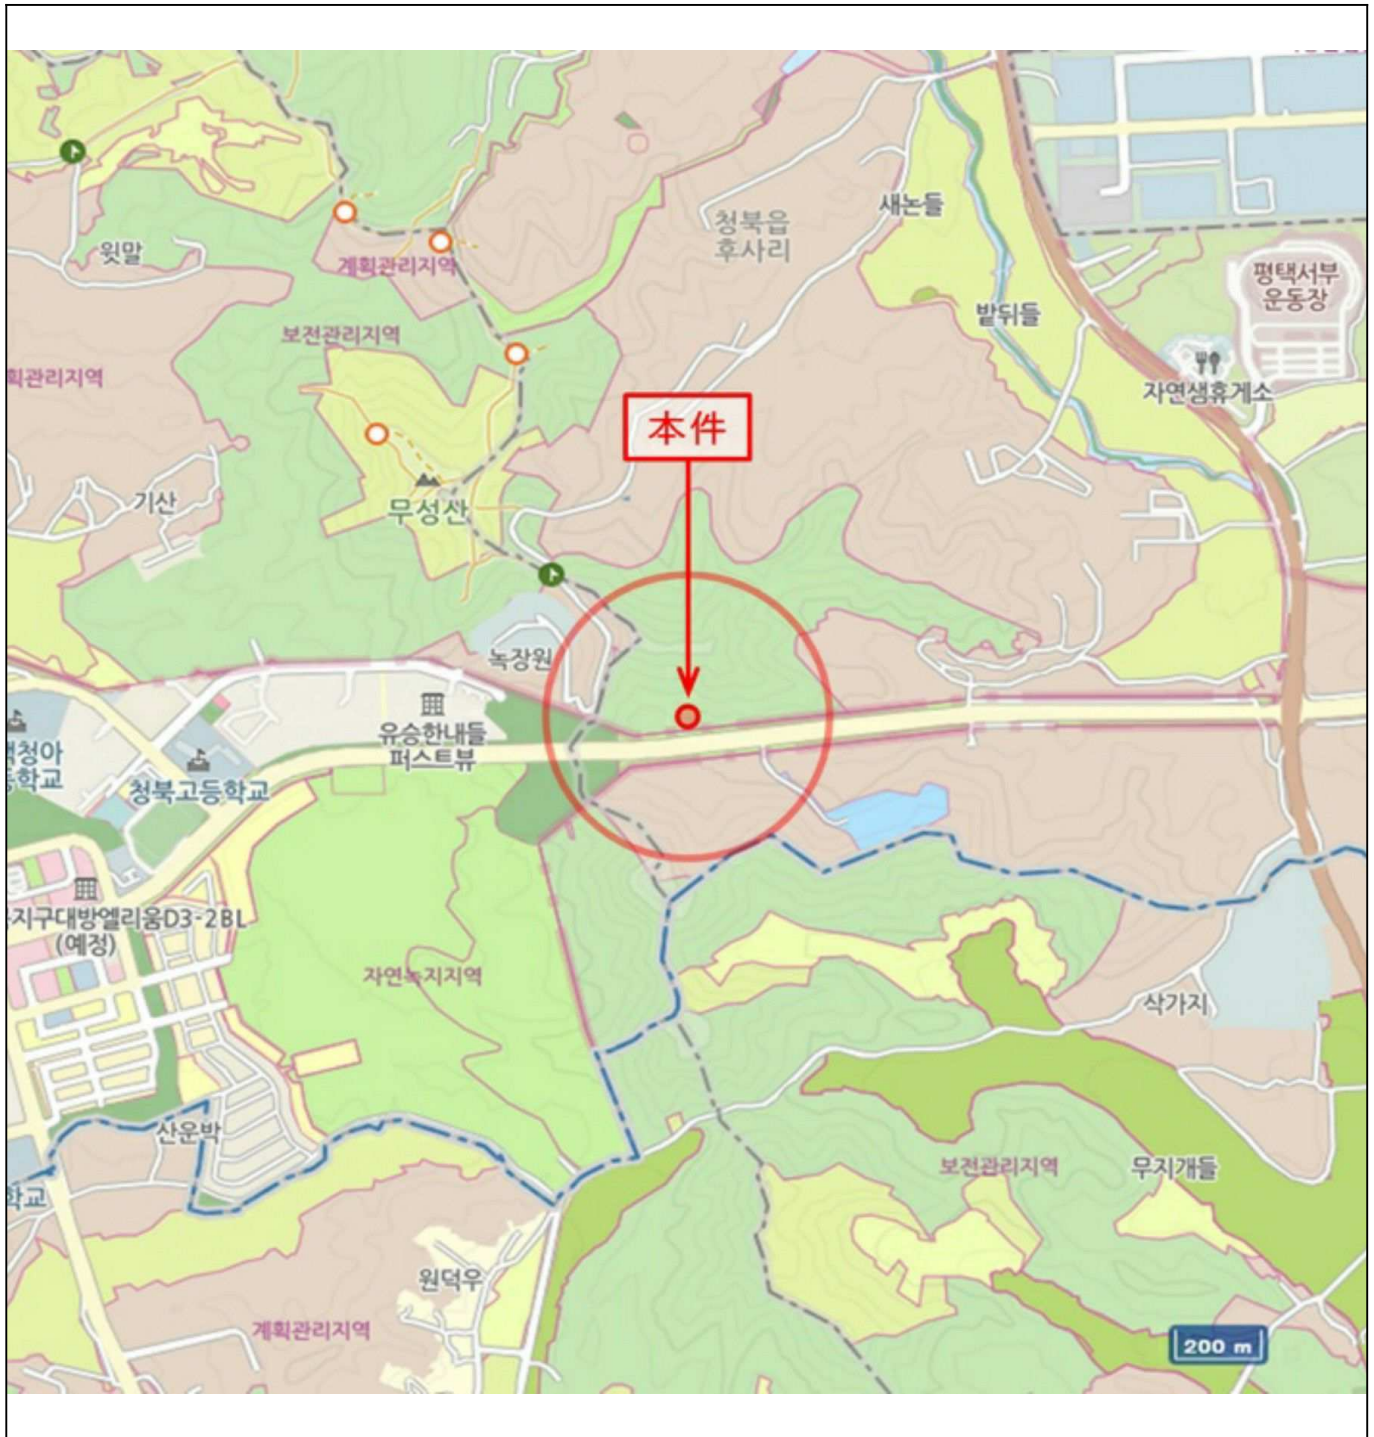 새논들
청북읍
후사리
윗말
계획관리지역
평택서부
운동장
밭뒤들
보전관리지역
획관리지역
자연샘휴게소
本件
기산
무성산
녹장원
유승한내들
퍼스트뷰
청아
등학교
청북고등학교
지구대방엘리움D3-2BL
(예정)
자연녹지지역
삭가지
산운박
보전관리지역
무지개들
학교
원덕우
계획관리지역
200 m